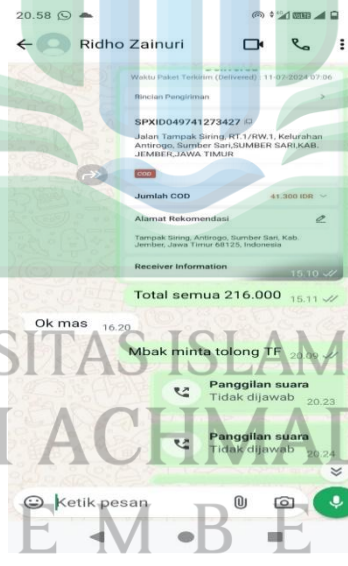 20.58
Ridho Zainuri
Waktu Paket Terkirim (Delivered) : 11-07-2024 07:06
Rincian Pengiriman
SPXID049741273427
Jalan Tampak Siring, RT.1/RW.1, Kelurahan
Antirogo, Sumber Sari,SUMBER SARI,KAB.
JEMBER,JAWA TIMUR
COD
Jumlah COD 41.300 IDR
Alamat Rekomendasi
Tampak Siring, Antirogo, Sumber Sari, Kab.
Jember, Jawa Timur 68125, Indonesia
Receiver Information
15.10
Total semua 216.000 15.11
Ok mas 16.20
SITAS ISLAM
Mbak minta tolong TF 20.09
Panggilan suara
Tidak dijawab 20.23
I ACHMAD
Panggilan suara
Tidak dijawab 20.24
Ketik pesan
E M B E